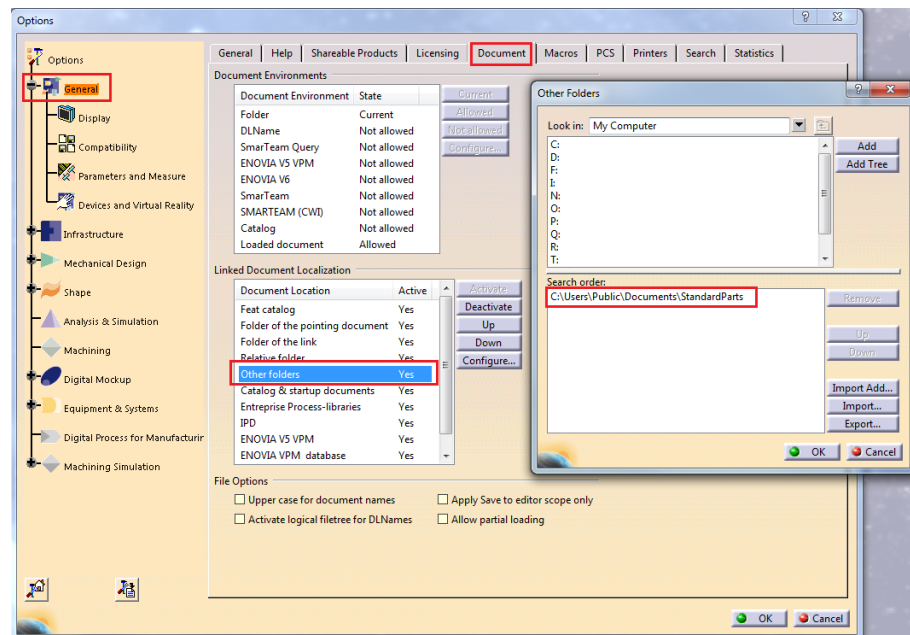 Options
Options
General
Display
Compatibility
Parameters and Measure
Devices and Virtual Reality
Infrastructure
Mechanical Design
Shape
Analysis & Simulation
Machining
Digital Mockup
Equipment & Systems
Digital Process for Manufacturir
Machining Simulation
General Help Shareable Products Licensing Document Macros PCS Printers Search Statistics
Document Environments
Document Environment State
Folder Current
DLName Not allowed
SmarTeam Query Not allowed
ENOVIA V5 VPM Not allowed
ENOVIA V6 Not allowed
SmarTeam Not allowed
SMARTEAM (CWI) Not allowed
Catalog Not allowed
Loaded document Allowed
Current
Allowed
Not allowed
Configure...
Linked Document Localization
Document Location Active
Feat catalog Yes
Folder of the pointing document Yes
Folder of the link Yes
Relative folder Yes
Other folders Yes
Catalog & startup documents Yes
Entreprise Process-libraries Yes
IPD Yes
ENOVIA V5 VPM Yes
ENOVIA VPM database Yes
Activate
Deactivate
Up
Down
Configure...
File Options
Upper case for document names Apply Save to editor scope only
Activate logical filetree for DLNames Allow partial loading
OK Cancel
Other Folders
Look in: My Computer
C:
D:
F:
I:
N:
O:
P:
Q:
R:
T:
Add
Add Tree
Search order:
C:\Users\Public\Documents\StandardParts
Remove
Up
Down
Import Add...
Import...
Export...
OK Cancel